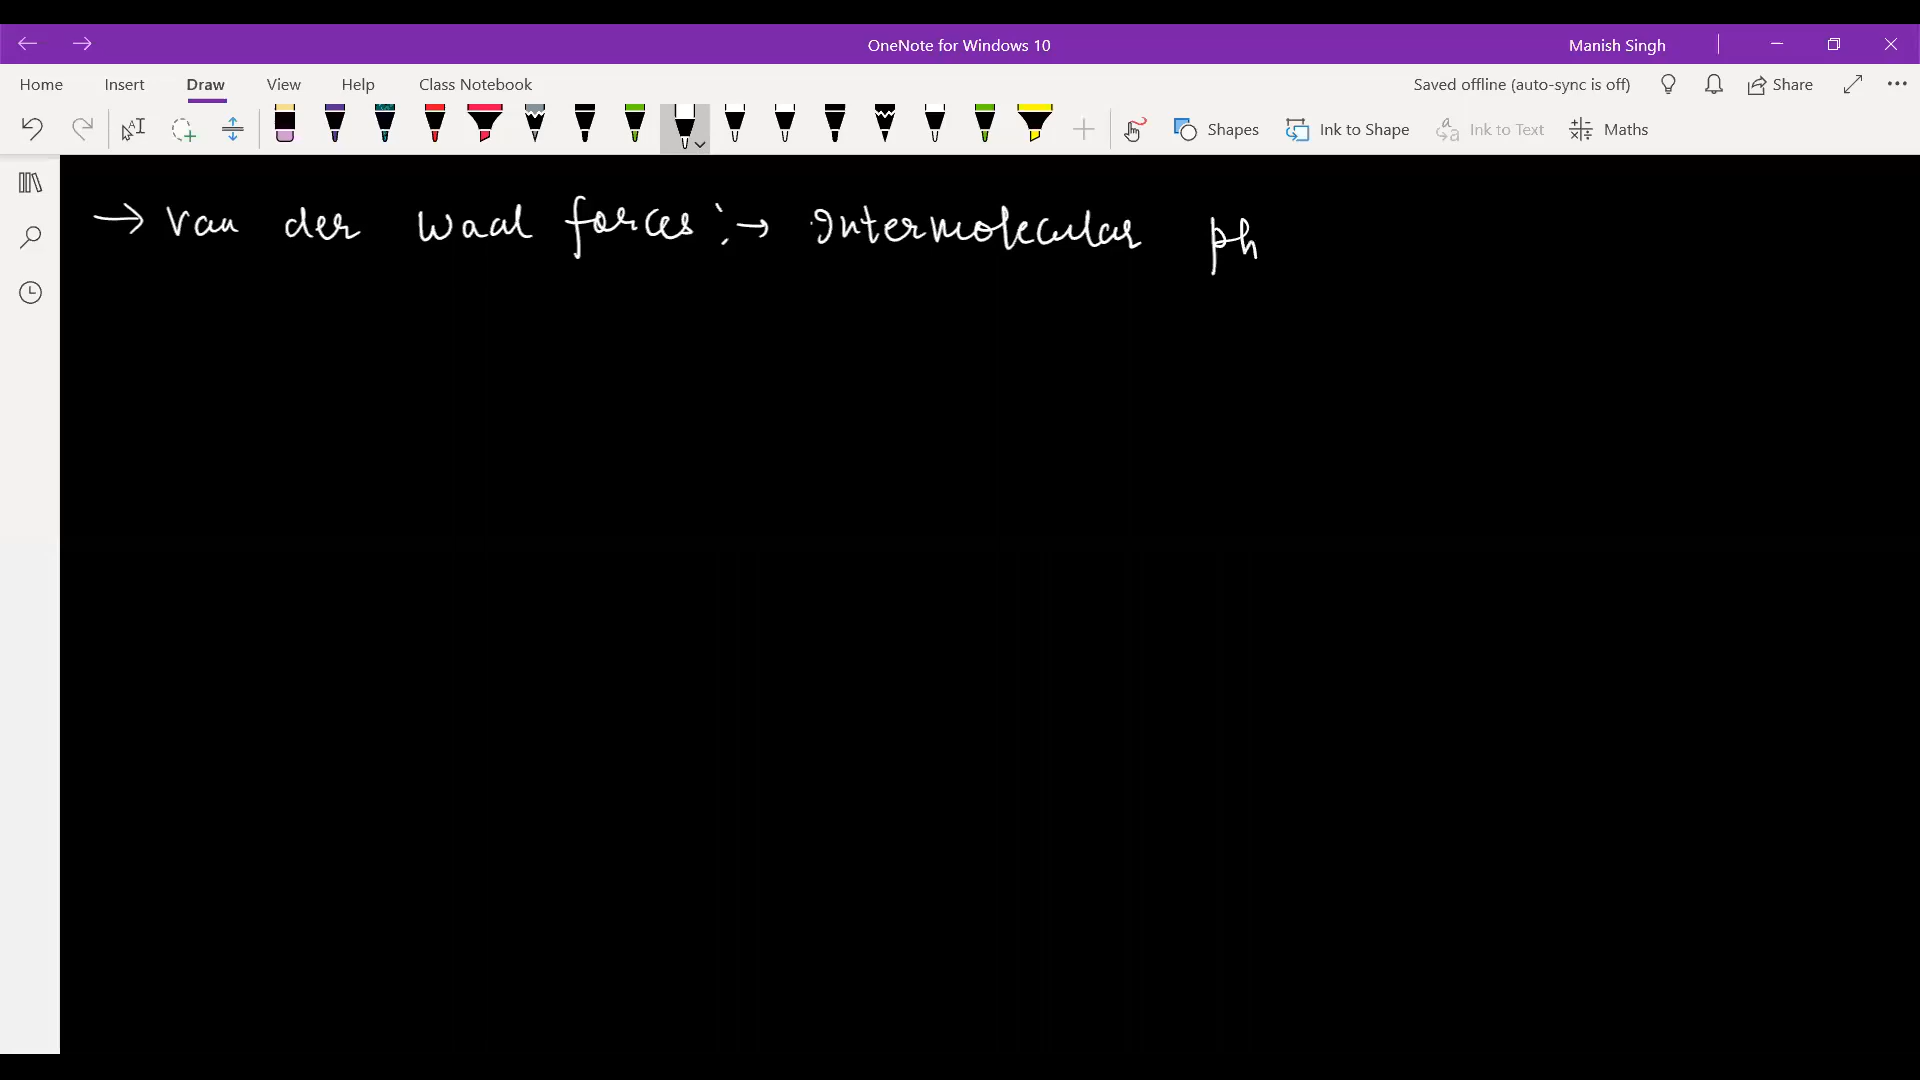 OneNote for Windows 10
Manish Singh
Home Insert Draw View Help Class Notebook
Saved offline (auto-sync is off) Share
Shapes Ink to Shape Ink to Text Maths
→ Van der Waal forces :→ Intermolecular ph